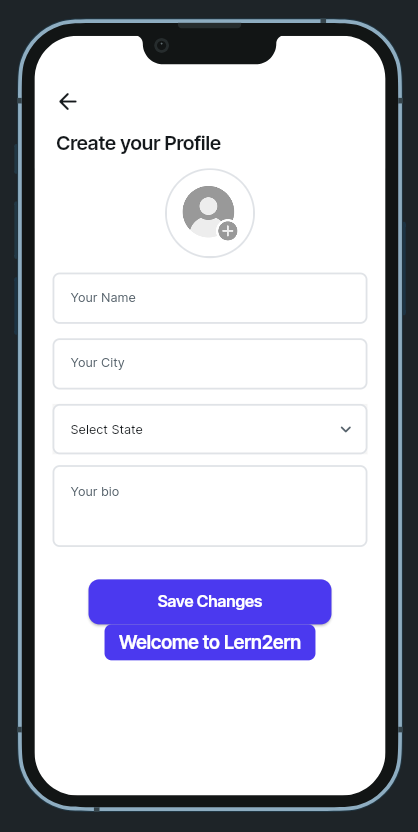 Create your Profile
Your Name
Your City
Select State
Your bio
Save Changes
Welcome to Lern2ern